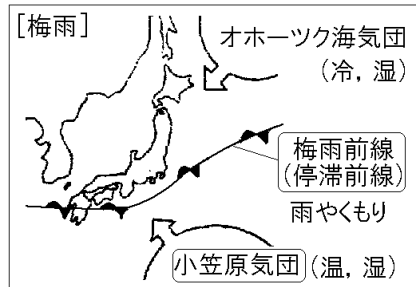 [梅雨]
オホーツク海気団
(冷, 湿)
梅雨前線
(停滞前線)
雨やくもり
小笠原気団 (温, 湿)